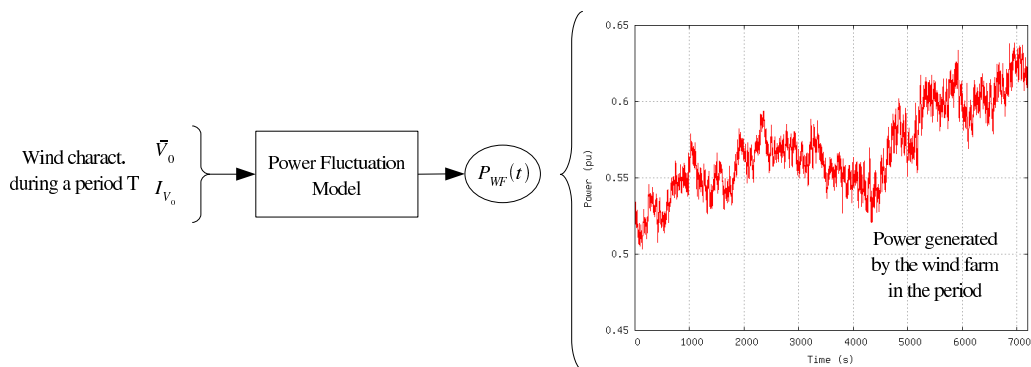 Wind charact.
during a period T
V̄₀
I_V₀
Power Fluctuation
Model
P_WF(t)
Power (pu)
0.65
0.6
0.55
0.5
0.45
Power generated
by the wind farm
in the period
0 1000 2000 3000 4000 5000 6000 7000
Time (s)